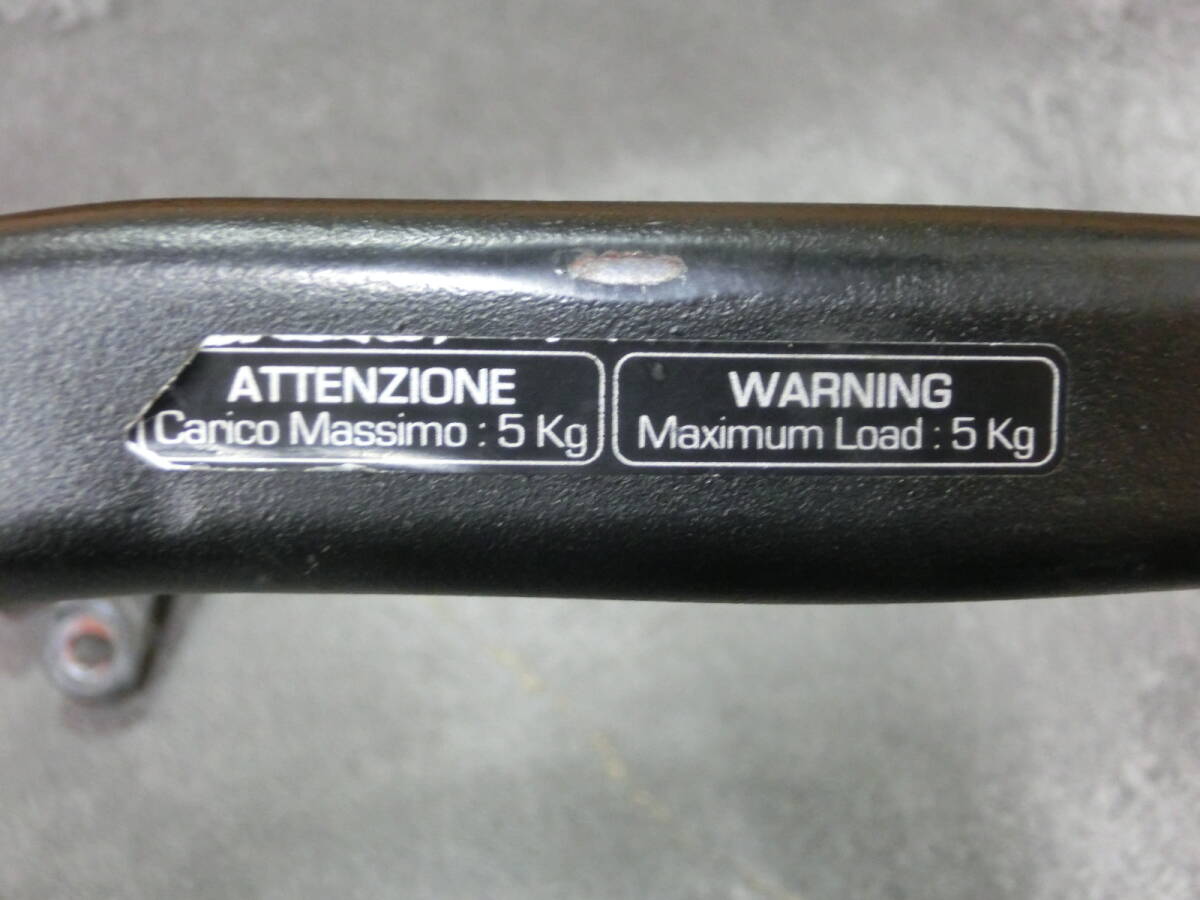 ATTENZIONE
Carico Massimo : 5 Kg
WARNING
Maximum Load : 5 Kg